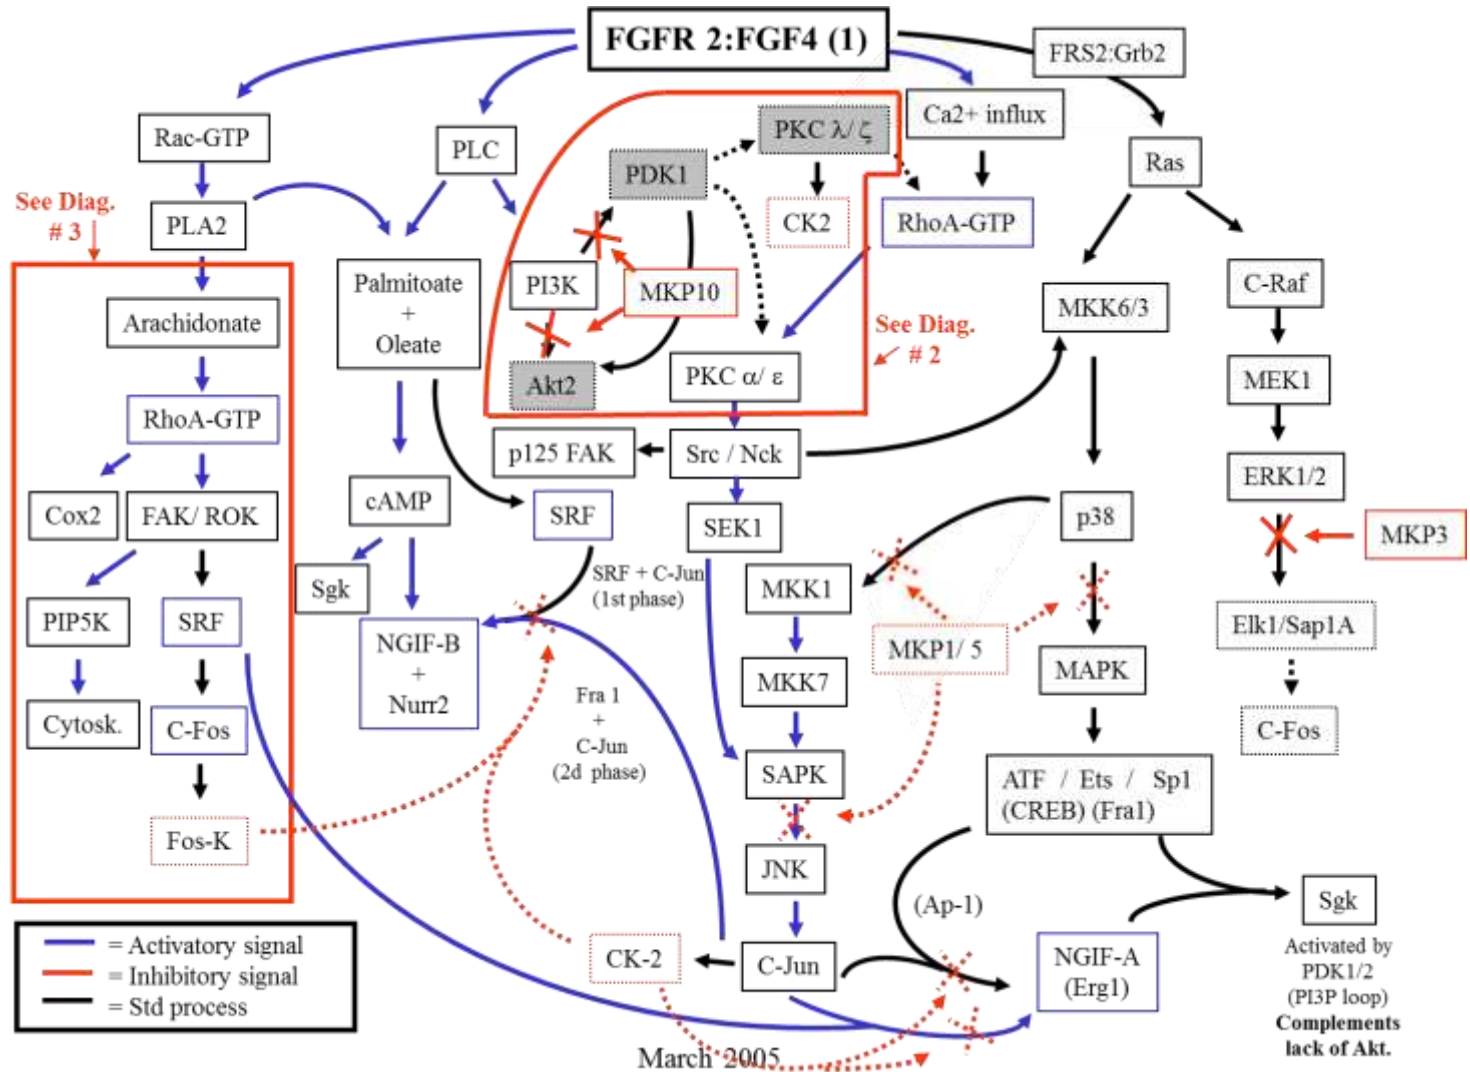 FGFR 2:FGF4 (1)
FRS2:Grb2
Rac-GTP
PLC
PKC λ/ ζ
Ca2+ influx
Ras
PDK1
See Diag.
# 3
PLA2
CK2
RhoA-GTP
Palmitoate
+
Oleate
PI3K
MKP10
C-Raf
MKK6/3
Arachidonate
See Diag.
# 2
Akt2
PKC α/ ε
MEK1
RhoA-GTP
p125 FAK
Src / Nck
ERK1/2
Cox2
FAK/ ROK
cAMP
SRF
SEK1
p38
MKP3
Sgk
SRF + C-Jun
(1st phase)
MKK1
PIP5K
SRF
NGIF-B
+
Nurr2
MKP1/ 5
Elk1/Sap1A
MKK7
MAPK
Cytosk.
C-Fos
Fra 1
+
C-Jun
(2d phase)
C-Fos
SAPK
ATF / Ets / Sp1
(CREB) (Fra1)
Fos-K
JNK
(Ap-1)
Sgk
= Activatory signal
= Inhibitory signal
= Std process
CK-2
C-Jun
NGIF-A
(Erg1)
Activated by
PDK1/2
(PI3P loop)
Complements
lack of Akt.
March 2005